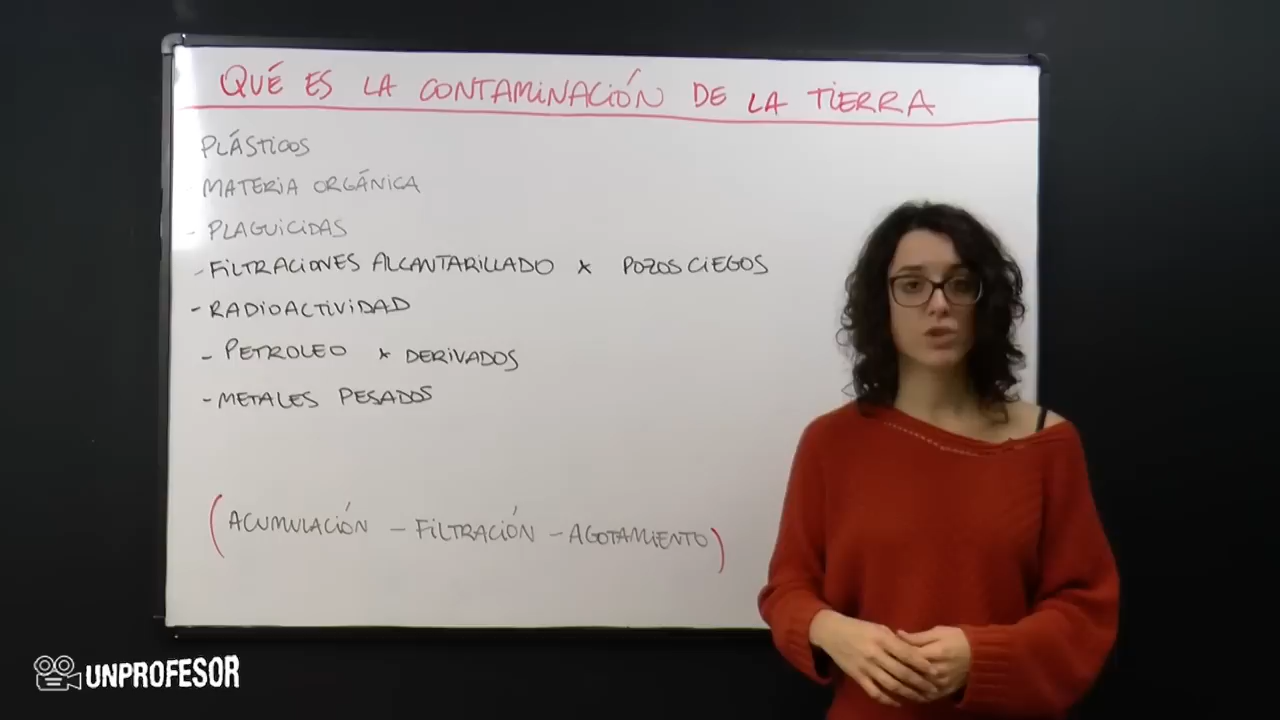 QUÉ ES LA CONTAMINACIÓN DE LA TIERRA
PLÁSTICOS
MATERIA ORGÁNICA
- PLAGUICIDAS
- FILTRACIONES ALCANTARILLADO x POZOS CIEGOS
- RADIOACTIVIDAD
- PETROLEO x DERIVADOS
- METALES PESADOS
(ACUMULACIÓN - FILTRACIÓN - AGOTAMIENTO)
UNPROFESOR